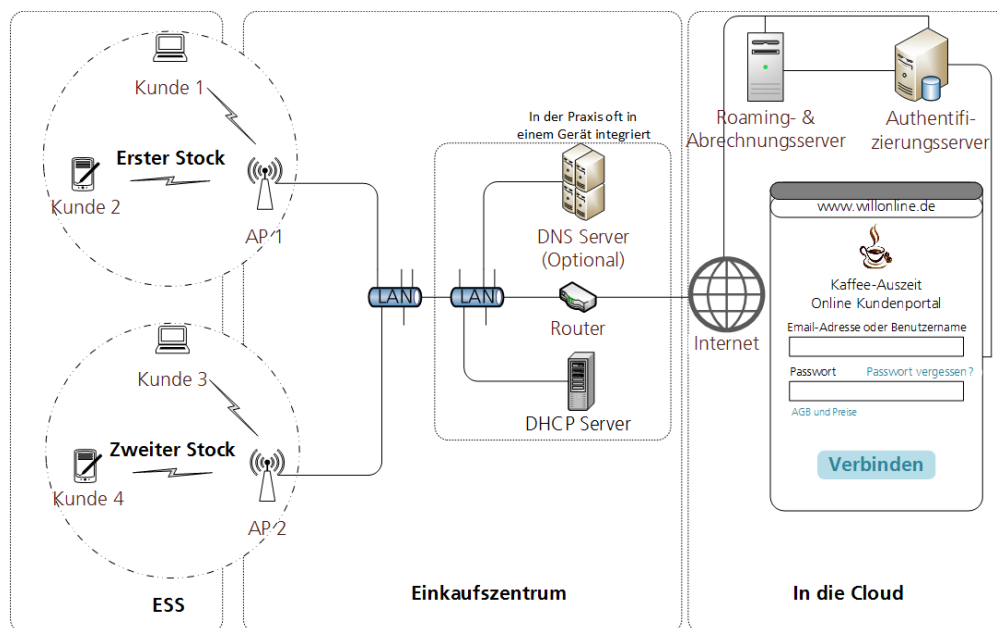 Kunde 1
Erster Stock
Kunde 2
AP 1
Kunde 3
Zweiter Stock
Kunde 4
AP 2
ESS
In der Praxis oft in
einem Gerät integriert
DNS Server
(Optional)
LAN
LAN
Router
DHCP Server
Einkaufszentrum
Roaming- &
Abrechnungsserver
Authentifi-
zierungsserver
Internet
www.willonline.de
Kaffee-Auszeit
Online Kundenportal
Email-Adresse oder Benutzername
Passwort Passwort vergessen?
AGB und Preise
Verbinden
In die Cloud